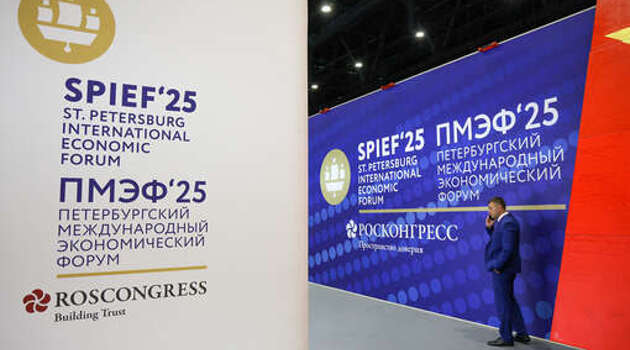 SPIEF‘25
ST. PETERSBURG
INTERNATIONAL
ECONOMIC
FORUM
ПМЭФ‘25
ПЕТЕРБУРГСКИЙ
МЕЖДУНАРОДНЫЙ
ЭКОНОМИЧЕСКИЙ
ФОРУМ
ROSCONGRESS
Building Trust
SPIEF‘25
ST. PETERSBURG
INTERNATIONAL
ECONOMIC
FORUM
ПМЭФ‘25
ПЕТЕРБУРГСКИЙ
МЕЖДУНАРОДНЫЙ
ЭКОНОМИЧЕСКИЙ
ФОРУМ
РОСКОНГРЕСС
Пространство доверия